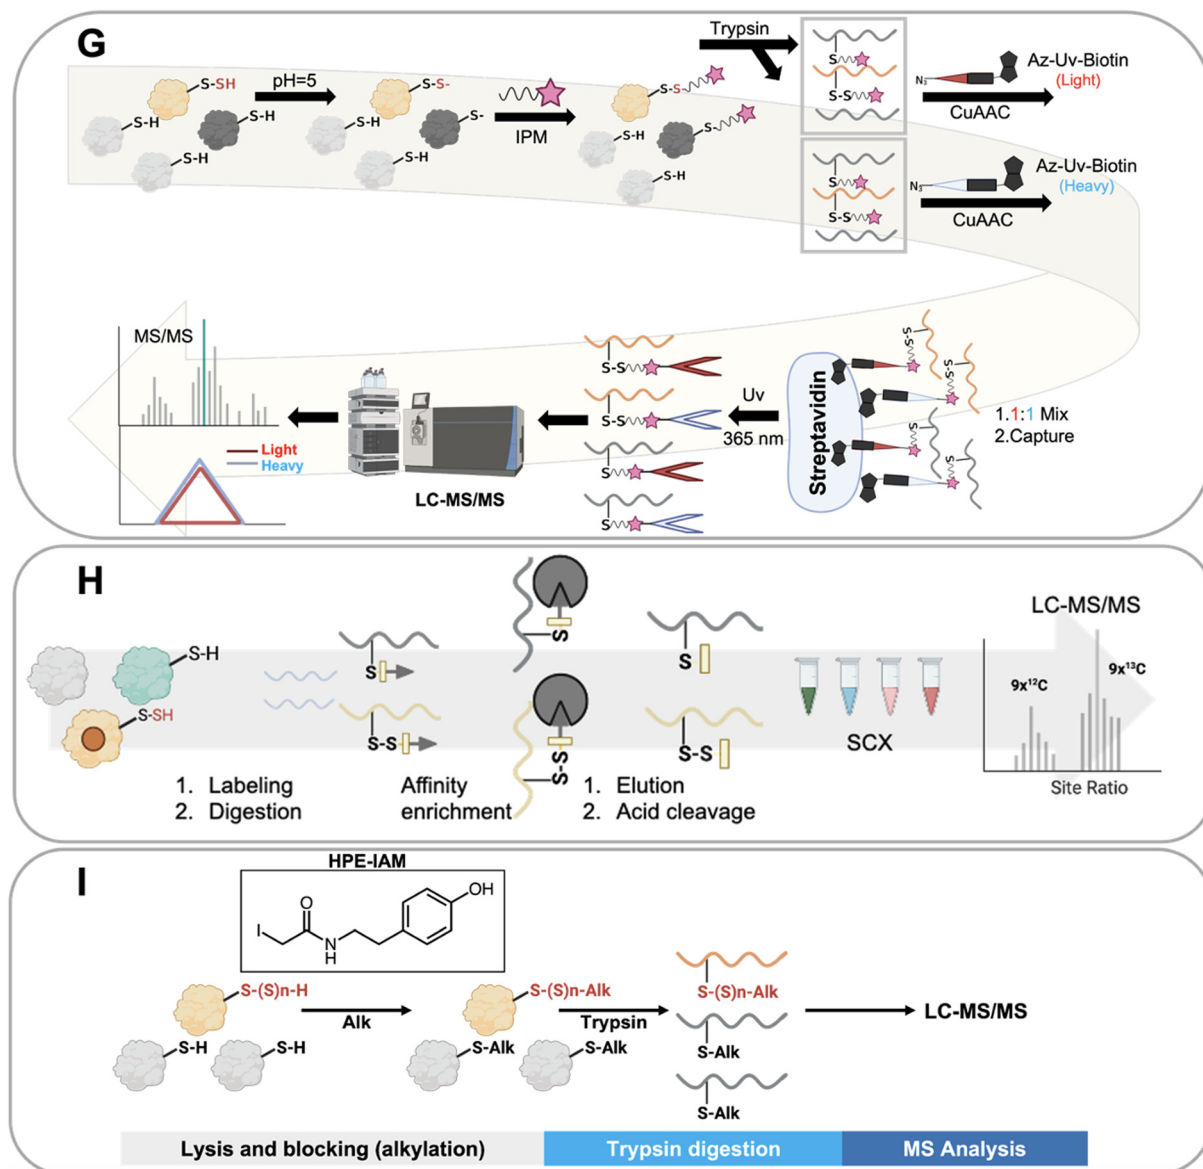 G
Trypsin
S-SH
pH=5
S-S-
S-S-
S
S-S
N₃
Az-Uv-Biotin
(Light)
CuAAC
S-H
S-H
S-H
S-H
S-
S-H
IPM
S-H
S-
S-H
S
S-S
N₃
Az-Uv-Biotin
(Heavy)
CuAAC
MS/MS
Light
Heavy
LC-MS/MS
S-S
S-S
S
S
Uv
365 nm
Streptavidin
S-S
S-S
S
S
1.1:1 Mix
2.Capture
H
S-H
S-SH
S
S-S
S
S-S
S
S-S
SCX
LC-MS/MS
9x¹²C
9x¹³C
Site Ratio
1. Labeling
2. Digestion
Affinity
enrichment
1. Elution
2. Acid cleavage
I
HPE-IAM
OH
O
I
N
H
S-(S)n-H
S-H
S-H
Alk
S-(S)n-Alk
S-Alk
S-Alk
Trypsin
S-(S)n-Alk
S-Alk
S-Alk
LC-MS/MS
Lysis and blocking (alkylation)
Trypsin digestion
MS Analysis